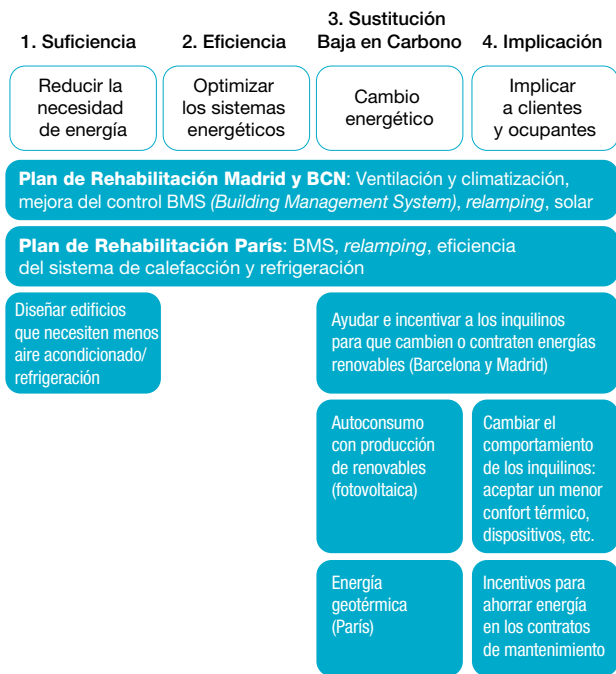 1. Suficiencia
2. Eficiencia
3. Sustitución
Baja en Carbono
4. Implicación
Reducir la
necesidad
de energía
Optimizar
los sistemas
energéticos
Cambio
energético
Implicar
a clientes
y ocupantes
Plan de Rehabilitación Madrid y BCN: Ventilación y climatización,
mejora del control BMS (Building Management System), relamping, solar
Plan de Rehabilitación París: BMS, relamping, eficiencia
del sistema de calefacción y refrigeración
Diseñar edificios
que necesiten menos
aire acondicionado/
refrigeración
Ayudar e incentivar a los inquilinos
para que cambien o contraten energías
renovables (Barcelona y Madrid)
Autoconsumo
con producción
de renovables
(fotovoltaica)
Cambiar el
comportamiento
de los inquilinos:
aceptar un menor
confort térmico,
dispositivos, etc.
Energía
geotérmica
(París)
Incentivos para
ahorrar energía
en los contratos
de mantenimiento